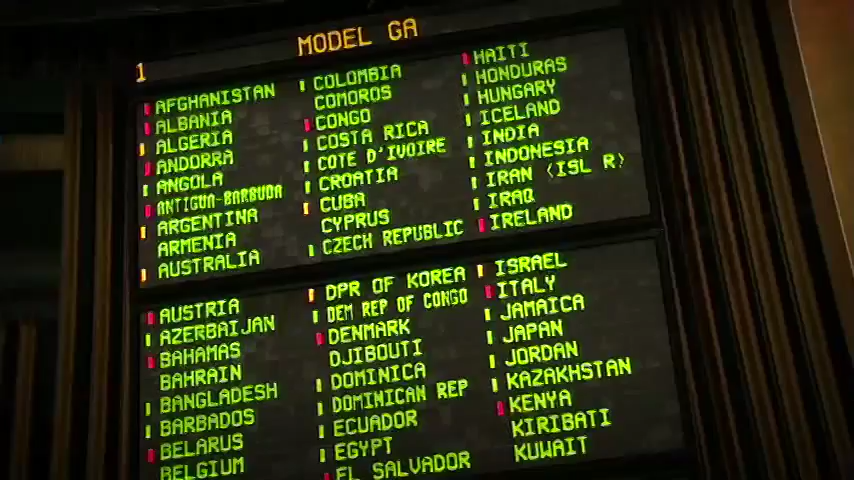 MODEL GA
1
AFGHANISTAN
ALBANIA
ALGERIA
ANDORRA
ANGOLA
ANTIGUA-BARBUDA
ARGENTINA
ARMENIA
AUSTRALIA
COLOMBIA
COMOROS
CONGO
COSTA RICA
COTE D'IVOIRE
CROATIA
CUBA
CYPRUS
CZECH REPUBLIC
HAITI
HONDURAS
HUNGARY
ICELAND
INDIA
INDONESIA
IRAN (ISL R)
IRAQ
IRELAND
AUSTRIA
AZERBAIJAN
BAHAMAS
BAHRAIN
BANGLADESH
BARBADOS
BELARUS
BELGIUM
DPR OF KOREA
DEM REP OF CONGO
DENMARK
DJIBOUTI
DOMINICA
DOMINICAN REP
ECUADOR
EGYPT
EL SALVADOR
ISRAEL
ITALY
JAMAICA
JAPAN
JORDAN
KAZAKHSTAN
KENYA
KIRIBATI
KUWAIT